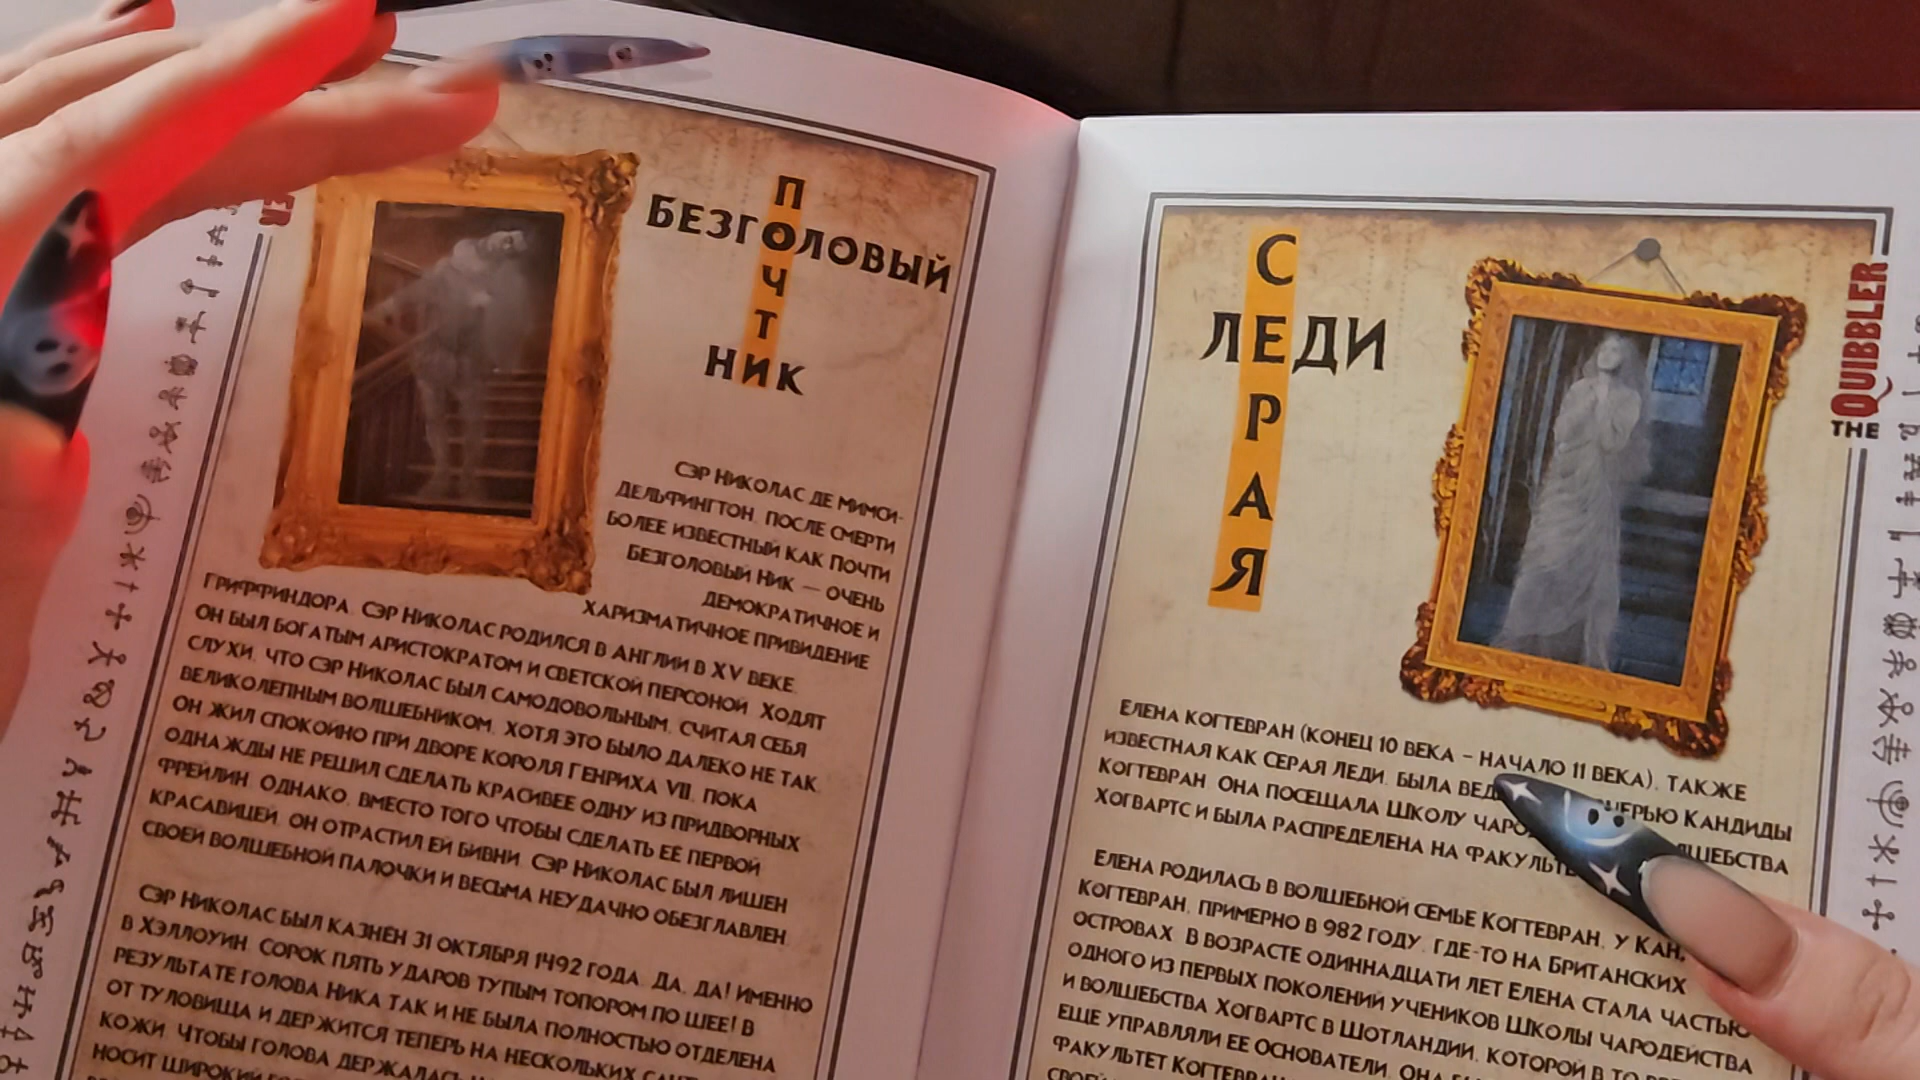 ПОЧТИ
БЕЗГОЛОВЫЙ
НИК
СЭР НИКОЛАС ДЕ МИМСИ-
ДЕЛЬФИНГТОН, ПОСЛЕ СМЕРТИ
БОЛЕЕ ИЗВЕСТНЫЙ КАК ПОЧТИ
БЕЗГОЛОВЫЙ НИК — ОЧЕНЬ
ДЕМОКРАТИЧНОЕ И
ХАРИЗМАТИЧНОЕ ПРИВИДЕНИЕ
ГРИФФИНДОРА. СЭР НИКОЛАС РОДИЛСЯ В АНГЛИИ В XV ВЕКЕ.
ОН БЫЛ БОГАТЫМ АРИСТОКРАТОМ И СВЕТСКОЙ ПЕРСОНОЙ. ХОДЯТ
СЛУХИ, ЧТО СЭР НИКОЛАС БЫЛ САМОДОВОЛЬНЫМ, СЧИТАЯ СЕБЯ
ВЕЛИКОЛЕПНЫМ ВОЛШЕБНИКОМ, ХОТЯ ЭТО БЫЛО ДАЛЕКО НЕ ТАК.
ОН ЖИЛ СПОКОЙНО ПРИ ДВОРЕ КОРОЛЯ ГЕНРИХА VII, ПОКА
ОДНАЖДЫ НЕ РЕШИЛ СДЕЛАТЬ КРАСИВЕЕ ОДНУ ИЗ ПРИДВОРНЫХ
ФРЕЙЛИН. ОДНАКО, ВМЕСТО ТОГО ЧТОБЫ СДЕЛАТЬ ЕЁ ПЕРВОЙ
КРАСАВИЦЕЙ, ОН ОТРАСТИЛ ЕЙ БИВНИ. СЭР НИКОЛАС БЫЛ ЛИШЕН
СВОЕЙ ВОЛШЕБНОЙ ПАЛОЧКИ И ВЕСЬМА НЕУДАЧНО ОБЕЗГЛАВЛЕН.
СЭР НИКОЛАС БЫЛ КАЗНЁН 31 ОКТЯБРЯ 1492 ГОДА. ДА, ДА! ИМЕННО
В ХЭЛЛОУИН. СОРОК ПЯТЬ УДАРОВ ТУПЫМ ТОПОРОМ ПО ШЕЕ! В
РЕЗУЛЬТАТЕ ГОЛОВА НИКА ТАК И НЕ БЫЛА ПОЛНОСТЬЮ ОТДЕЛЕНА
ОТ ТУЛОВИЩА И ДЕРЖИТСЯ ТЕПЕРЬ НА НЕСКОЛЬКИХ
КОЖИ. ЧТОБЫ ГОЛОВА ДЕРЖАЛАСЬ
НОСИТ ШИРОКИЙ
СЕРАЯ
ЛЕДИ
THE QUIBBLER
ЕЛЕНА КОГТЕВРАН (КОНЕЦ 10 ВЕКА – НАЧАЛО 11 ВЕКА), ТАКЖЕ
ИЗВЕСТНАЯ КАК СЕРАЯ ЛЕДИ, БЫЛА КАНДИДЫ
КОГТЕВРАН. ОНА ПОСЕЩАЛА ШКОЛУ
ХОГВАРТС И БЫЛА РАСПРЕДЕЛЕНА НА
ЕЛЕНА РОДИЛАСЬ В ВОЛШЕБНОЙ СЕМЬЕ КОГТЕВРАН, У
КОГТЕВРАН, ПРИМЕРНО В 982 ГОДУ, ГДЕ-ТО НА БРИТАНСКИХ
ОСТРОВАХ. В ВОЗРАСТЕ ОДИННАДЦАТИ ЛЕТ ЕЛЕНА СТАЛА ЧАСТЬЮ
ОДНОГО ИЗ ПЕРВЫХ ПОКОЛЕНИЙ УЧЕНИКОВ ШКОЛЫ ЧАРОДЕЙСТВА
И ВОЛШЕБСТВА ХОГВАРТС В ШОТЛАНДИИ, КОТОРОЙ В ТО
ЕЩЕ УПРАВЛЯЛИ ЕЕ ОСНОВАТЕЛИ. ОНА
ФАКУЛЬТЕТ КОГТЕВРАН